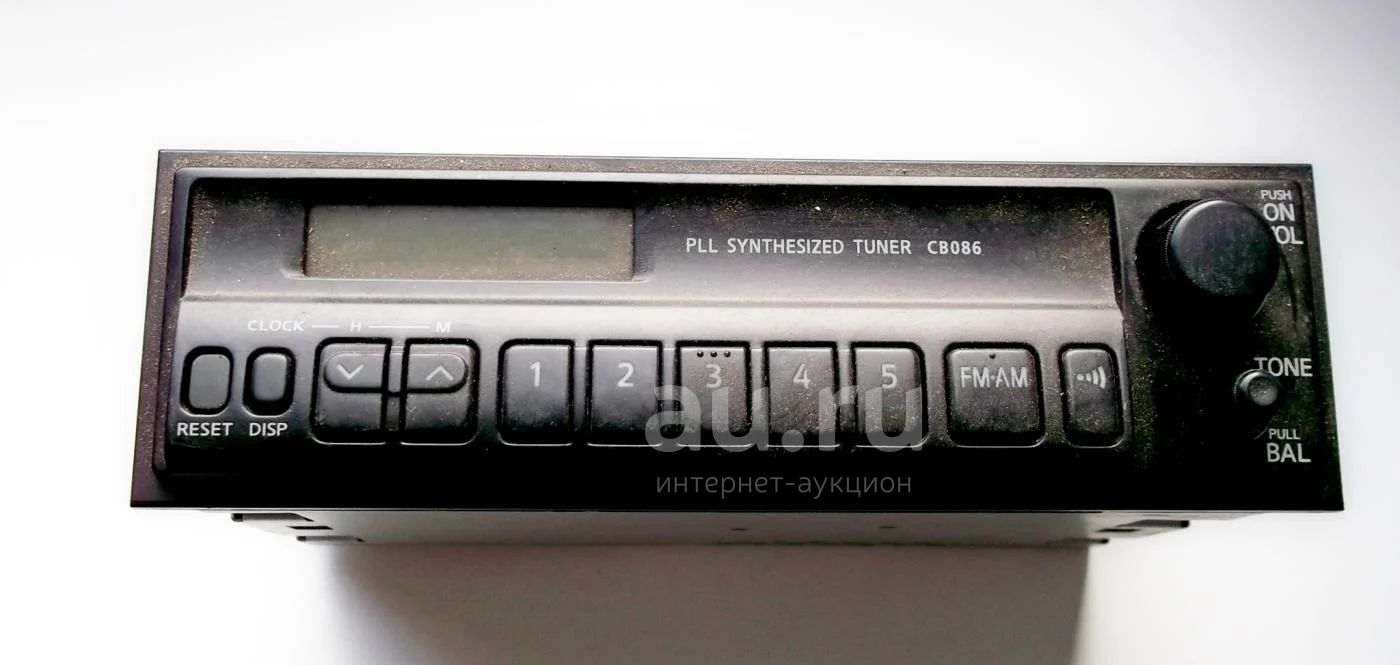 PUSH
ON
VOL
PLL SYNTHESIZED TUNER CB086
CLOCK H M
1 2 3 4 5 FM·AM
TONE
RESET DISP
PULL
BAL
au.ru
интернет-аукцион